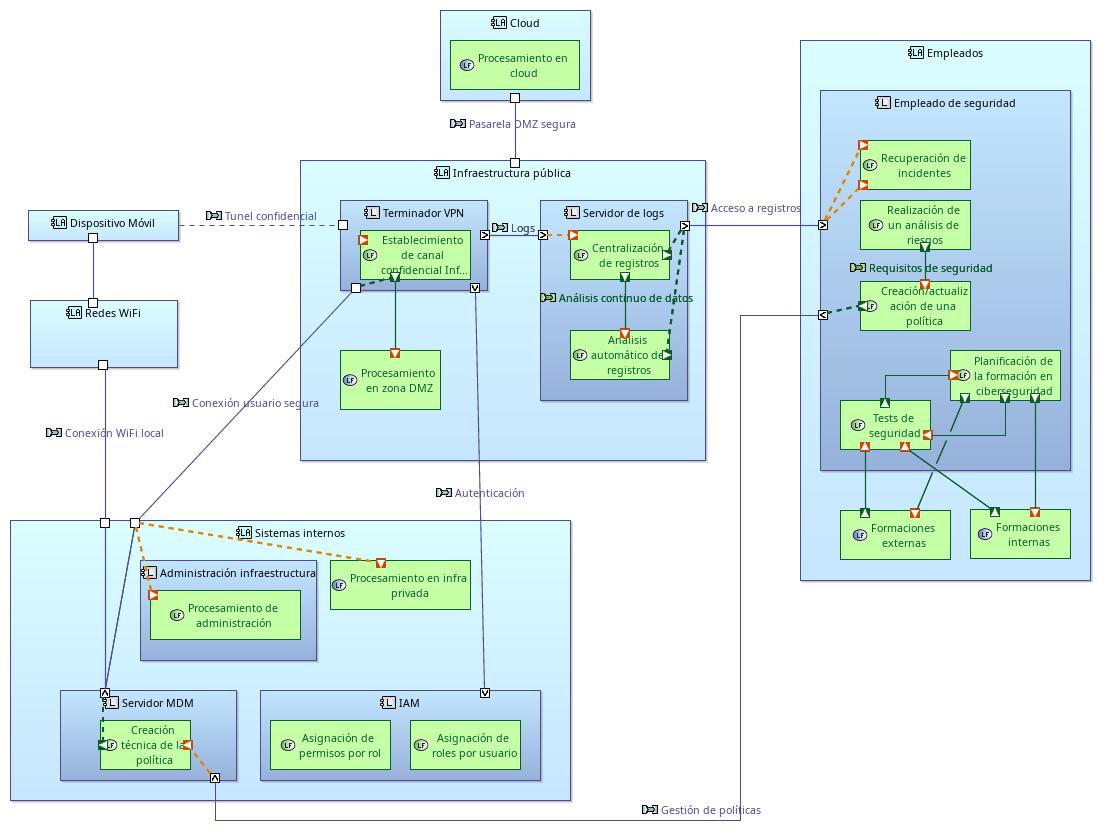 Cloud
Procesamiento en
cloud
Pasarela DMZ segura
Infraestructura pública
Dispositivo Móvil
Tunel confidencial
Terminador VPN
Establecimiento
de canal
confidencial Inf...
Logs
Servidor de logs
Centralización
de registros
Análisis continuo de datos
Análisis
automático de
registros
Procesamiento
en zona DMZ
Acceso a registros
Empleados
Empleado de seguridad
Recuperación de
incidentes
Realización de
un análisis de
riesgos
Requisitos de seguridad
Creación/actualiz
ación de una
política
Planificación de
la formación en
ciberseguridad
Tests de
seguridad
Formaciones
externas
Formaciones
internas
Redes WiFi
Conexión usuario segura
Conexión WiFi local
Autenticación
Sistemas internos
Administración infraestructura
Procesamiento de
administración
Procesamiento en infra
privada
Servidor MDM
Creación
técnica de la
política
IAM
Asignación de
permisos por rol
Asignación de
roles por usuario
Gestión de políticas